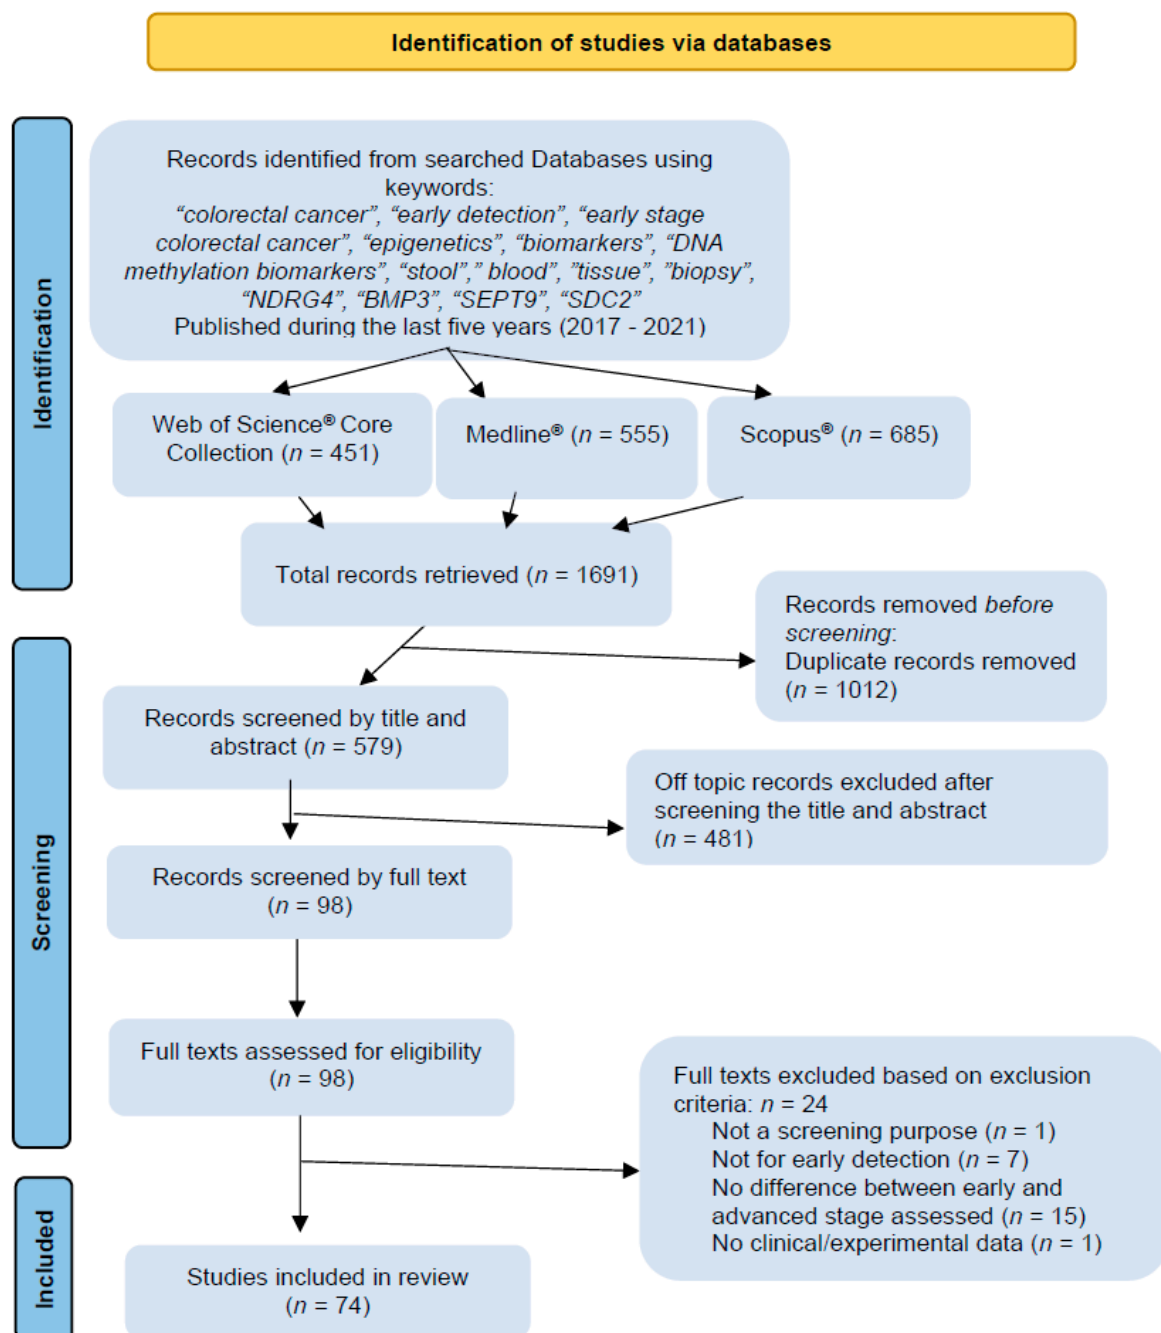 Identification of studies via databases
Identification
Records identified from searched Databases using
keywords:
“colorectal cancer”, “early detection”, “early stage
colorectal cancer”, “epigenetics”, “biomarkers”, “DNA
methylation biomarkers”, “stool”,” blood”, ”tissue”, ”biopsy”,
“NDRG4”, “BMP3”, “SEPT9”, “SDC2”
Published during the last five years (2017 - 2021)
Web of Science® Core
Collection (n = 451)
Medline® (n = 555)
Scopus® (n = 685)
Total records retrieved (n = 1691)
Records removed before
screening:
Duplicate records removed
(n = 1012)
Screening
Records screened by title and
abstract (n = 579)
Off topic records excluded after
screening the title and abstract
(n = 481)
Records screened by full text
(n = 98)
Full texts assessed for eligibility
(n = 98)
Full texts excluded based on exclusion
criteria: n = 24
Not a screening purpose (n = 1)
Not for early detection (n = 7)
No difference between early and
advanced stage assessed (n = 15)
No clinical/experimental data (n = 1)
Included
Studies included in review
(n = 74)